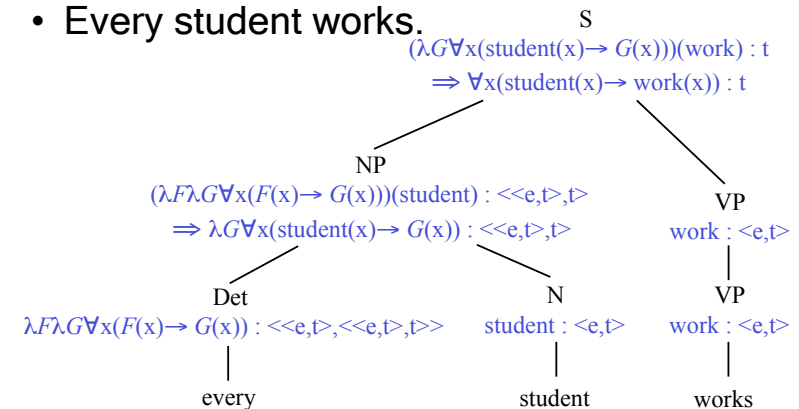 • Every student works.
S
(λG∀x(student(x)→ G(x)))(work) : t
⇒ ∀x(student(x)→ work(x)) : t
NP
(λFλG∀x(F(x)→ G(x)))(student) : <<e,t>,t>
⇒ λG∀x(student(x)→ G(x)) : <<e,t>,t>
VP
work : <e,t>
Det
λFλG∀x(F(x)→ G(x)) : <<e,t>,<<e,t>,t>>
N
student : <e,t>
VP
work : <e,t>
every
student
works